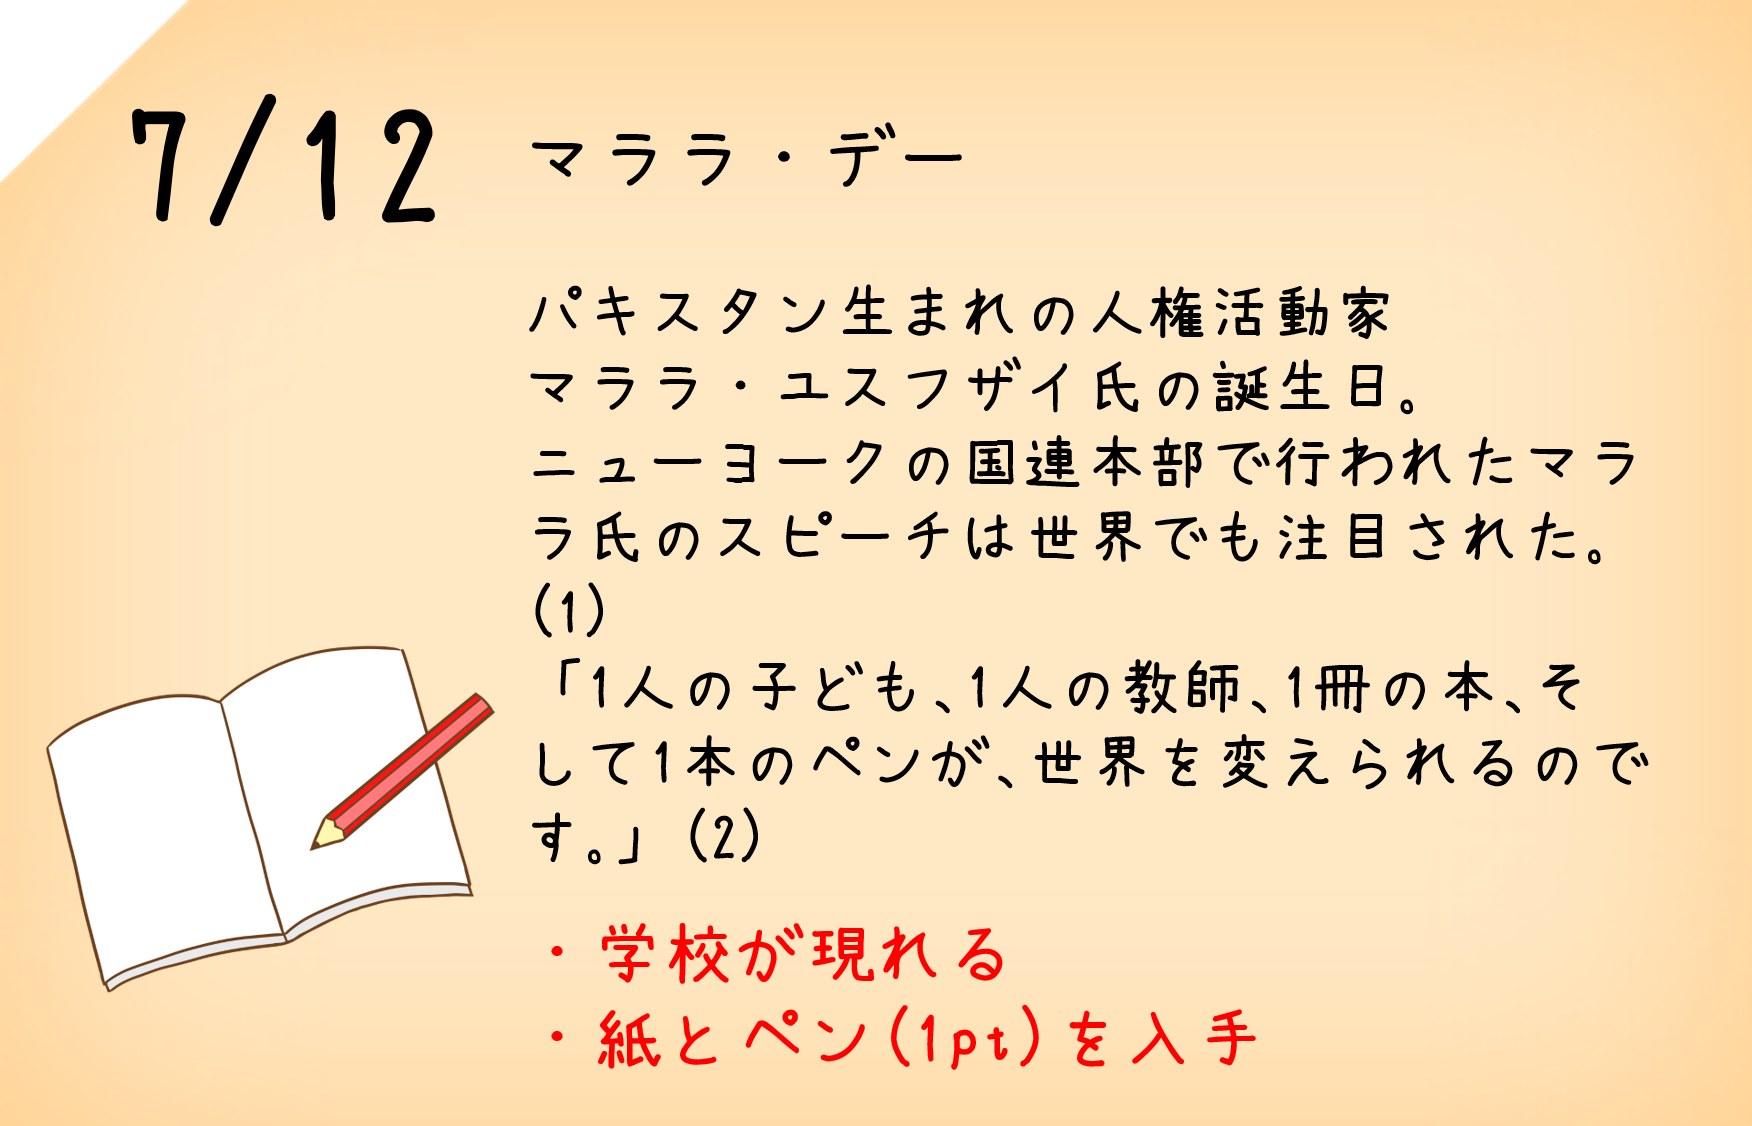 7/12 マララ・デー
パキスタン生まれの人権活動家
マララ・ユスフザイ氏の誕生日。
ニューヨークの国連本部で行われたマラ
ラ氏のスピーチは世界でも注目された。
(1)
「1人の子ども、1人の教師、1冊の本、そ
して1本のペンが、世界を変えられるので
す。」(2)
・学校が現れる
・紙とペン(1pt)を入手